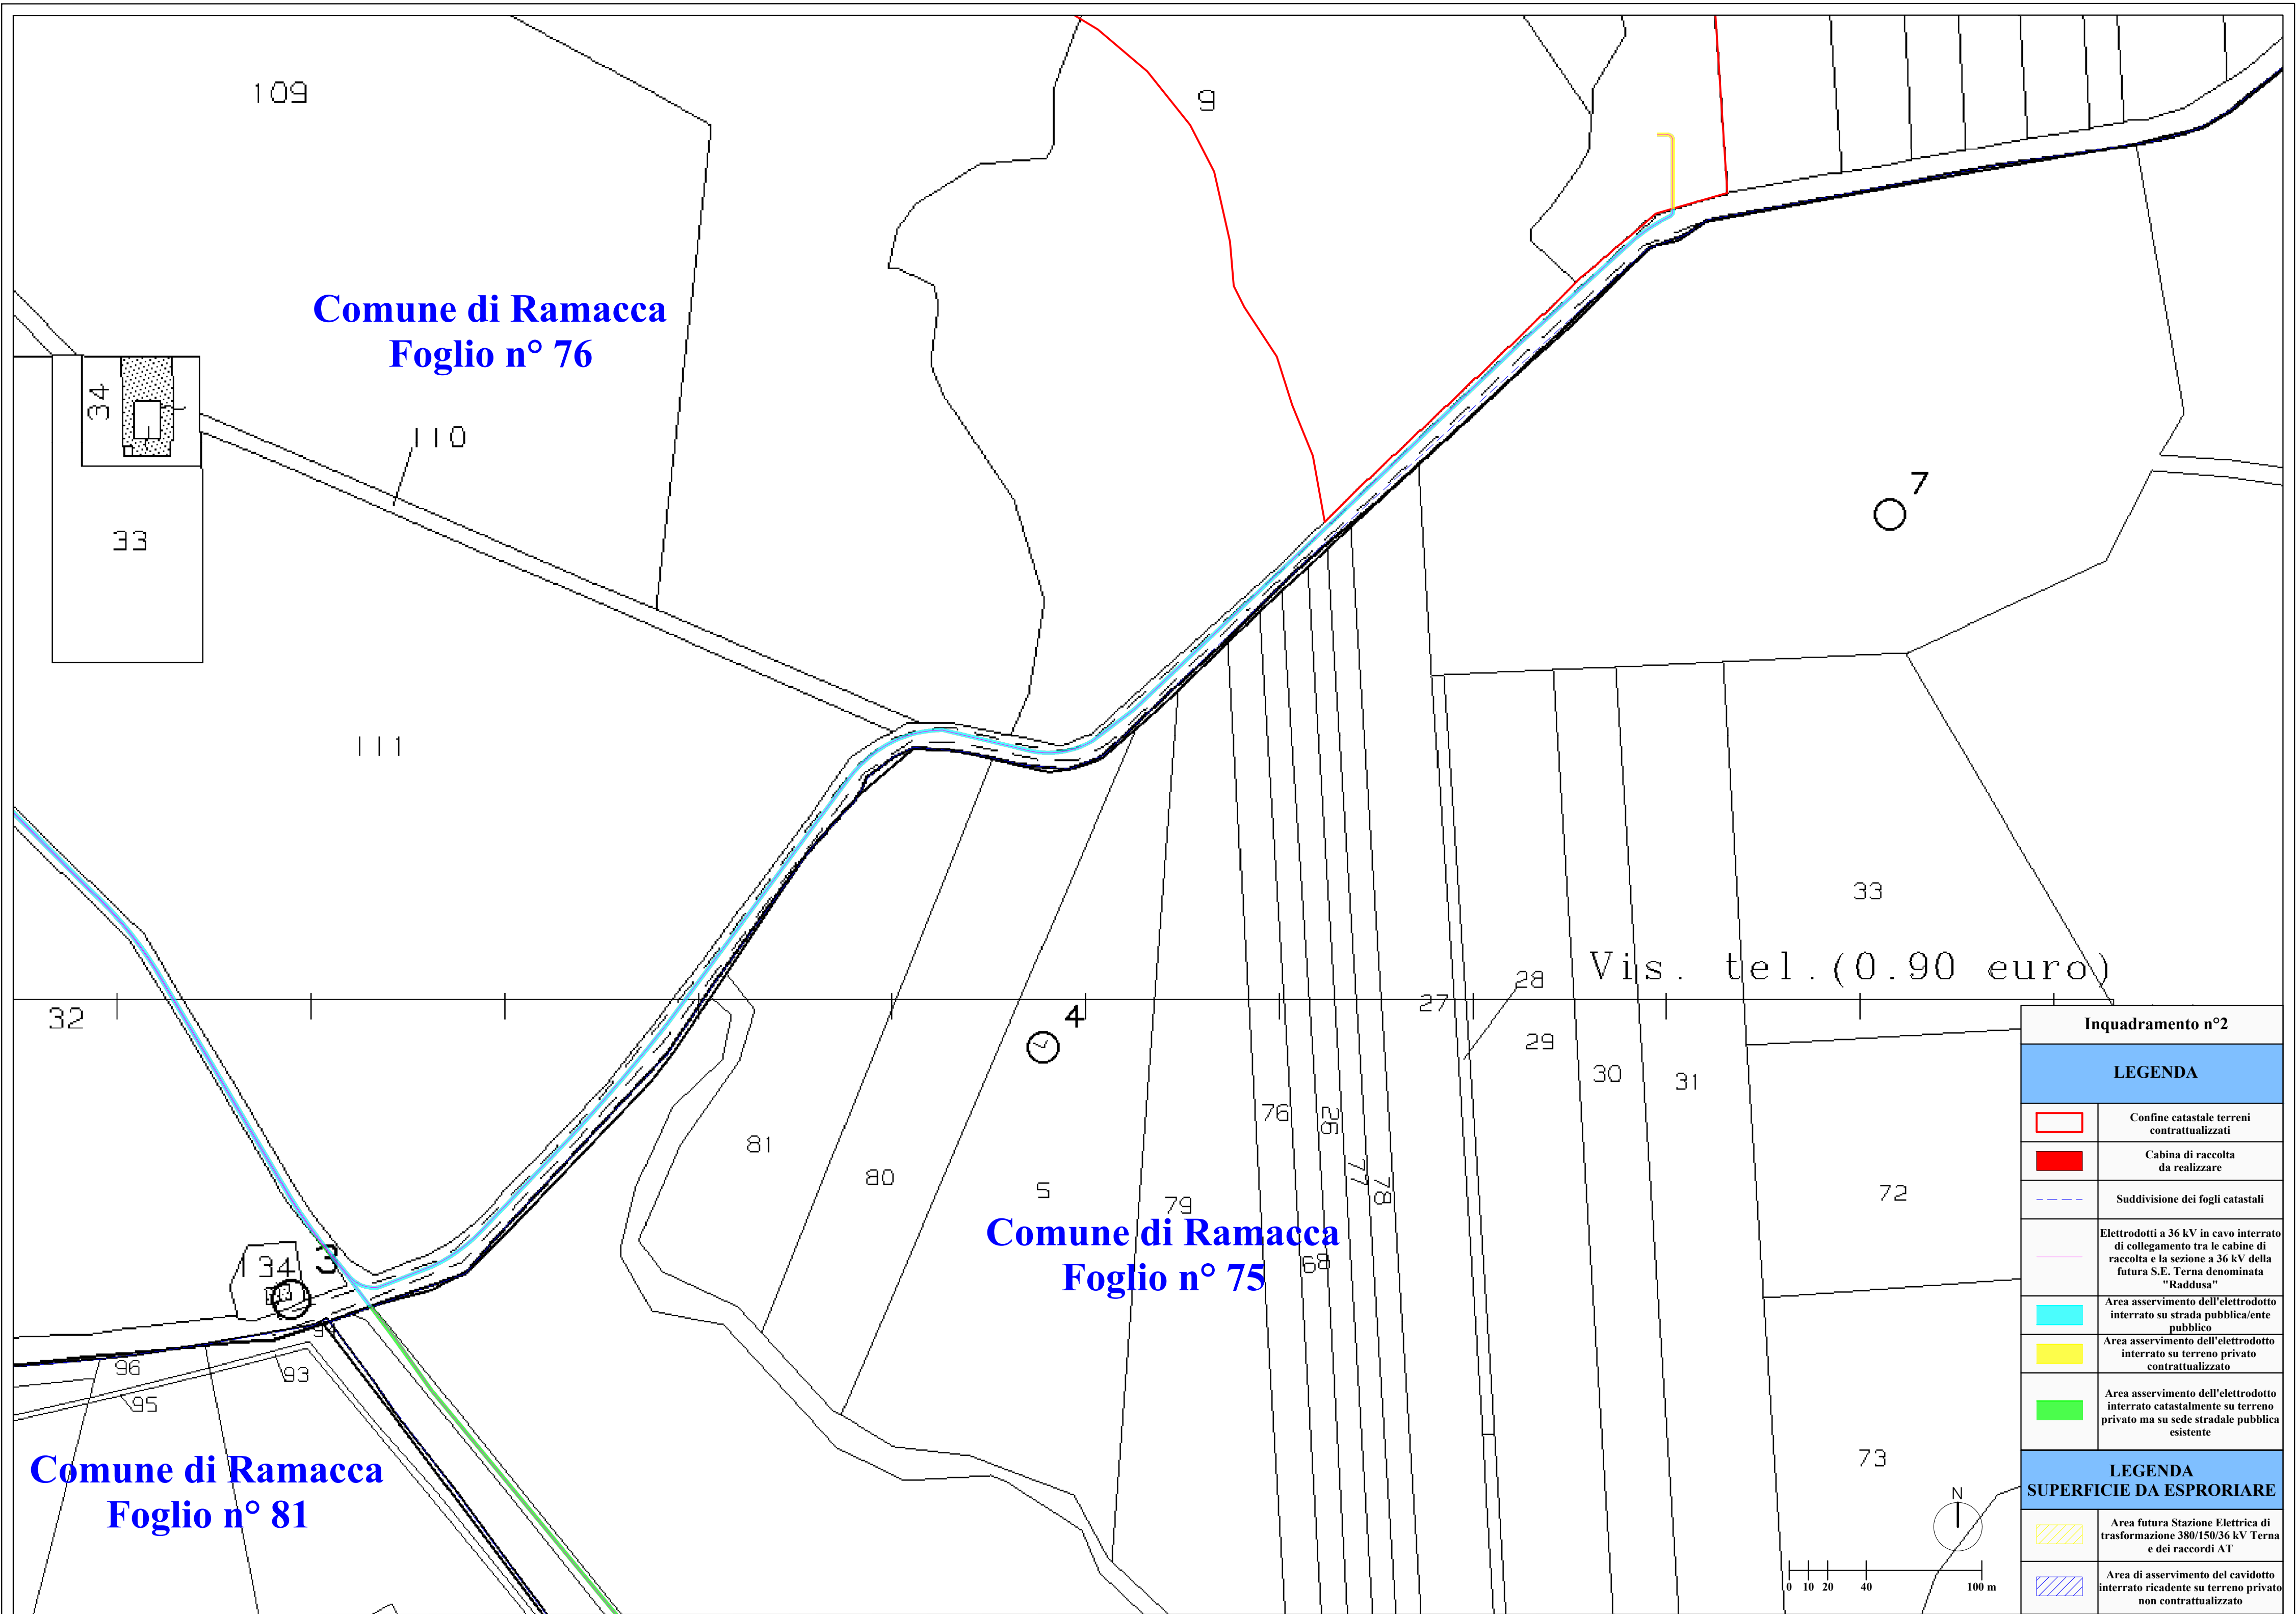 109
9
Comune di Ramacca
Foglio n° 76
34
110
33
7
111
33
Vis. tel.(0.90 euro)
28
27
32
4
29
30
31
76
26
77
78
81
80
5
79
72
Comune di Ramacca
Foglio n° 75
68
134
3
96
93
95
73
Comune di Ramacca
Foglio n° 81
N
0 10 20 40 100 m
Inquadramento n°2
LEGENDA
Confine catastale terreni
contrattualizzati
Cabina di raccolta
da realizzare
Suddivisione dei fogli catastali
Elettrodotti a 36 kV in cavo interrato
di collegamento tra le cabine di
raccolta e la sezione a 36 kV della
futura S.E. Terna denominata
"Raddusa"
Area asservimento dell'elettrodotto
interrato su strada pubblica/ente
pubblico
Area asservimento dell'elettrodotto
interrato su terreno privato
contrattualizzato
Area asservimento dell'elettrodotto
interrato catastalmente su terreno
privato ma su sede stradale pubblica
esistente
LEGENDA
SUPERFICIE DA ESPRORIARE
Area futura Stazione Elettrica di
trasformazione 380/150/36 kV Terna
e dei raccordi AT
Area di asservimento del cavidotto
interrato ricadente su terreno privato
non contrattualizzato